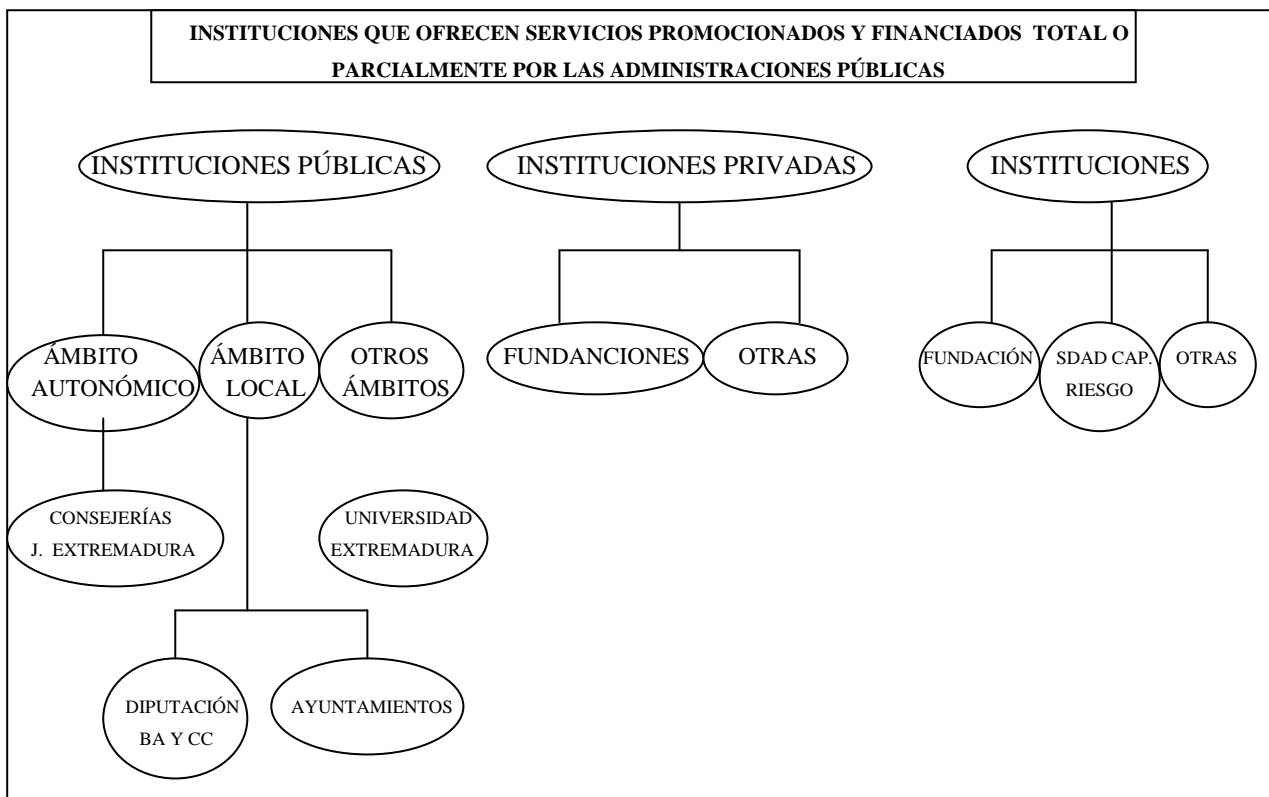 INSTITUCIONES QUE OFRECEN SERVICIOS PROMOCIONADOS Y FINANCIADOS TOTAL O
PARCIALMENTE POR LAS ADMINISTRACIONES PÚBLICAS
INSTITUCIONES PÚBLICAS
INSTITUCIONES PRIVADAS
INSTITUCIONES
ÁMBITO
AUTONÓMICO
ÁMBITO
LOCAL
OTROS
ÁMBITOS
FUNDANCIONES
OTRAS
FUNDACIÓN
SDAD CAP.
RIESGO
OTRAS
CONSEJERÍAS
J. EXTREMADURA
UNIVERSIDAD
EXTREMADURA
DIPUTACIÓN
BA Y CC
AYUNTAMIENTOS